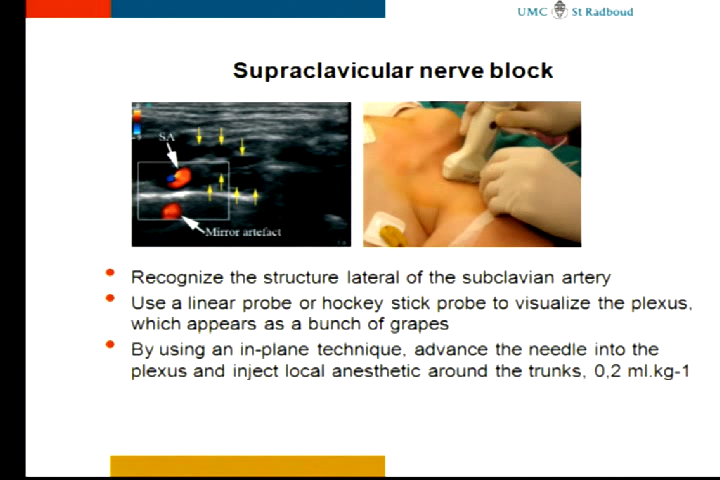 UMC St Radboud
Supraclavicular nerve block
SA
Mirror artefact
Recognize the structure lateral of the subclavian artery
Use a linear probe or hockey stick probe to visualize the plexus,
which appears as a bunch of grapes
By using an in-plane technique, advance the needle into the
plexus and inject local anesthetic around the trunks, 0,2 ml.kg-1